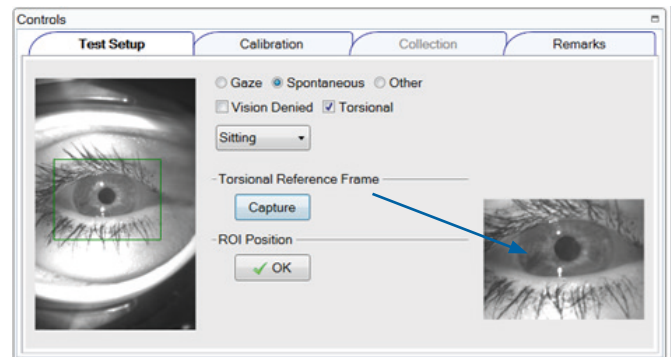 Controls
Test Setup Calibration Collection Remarks
Gaze Spontaneous Other
Vision Denied Torsional
Sitting
Torsional Reference Frame
Capture
ROI Position
OK